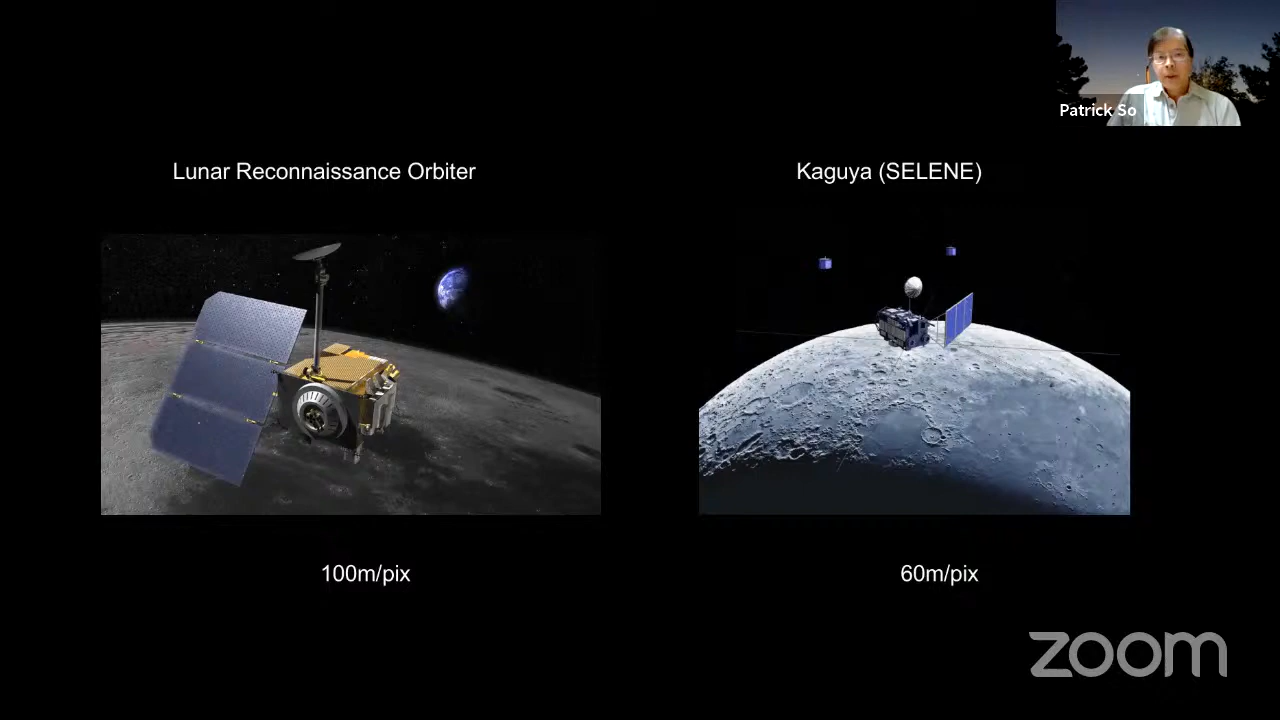 Patrick So
Lunar Reconnaissance Orbiter
Kaguya (SELENE)
100m/pix
60m/pix
zoom